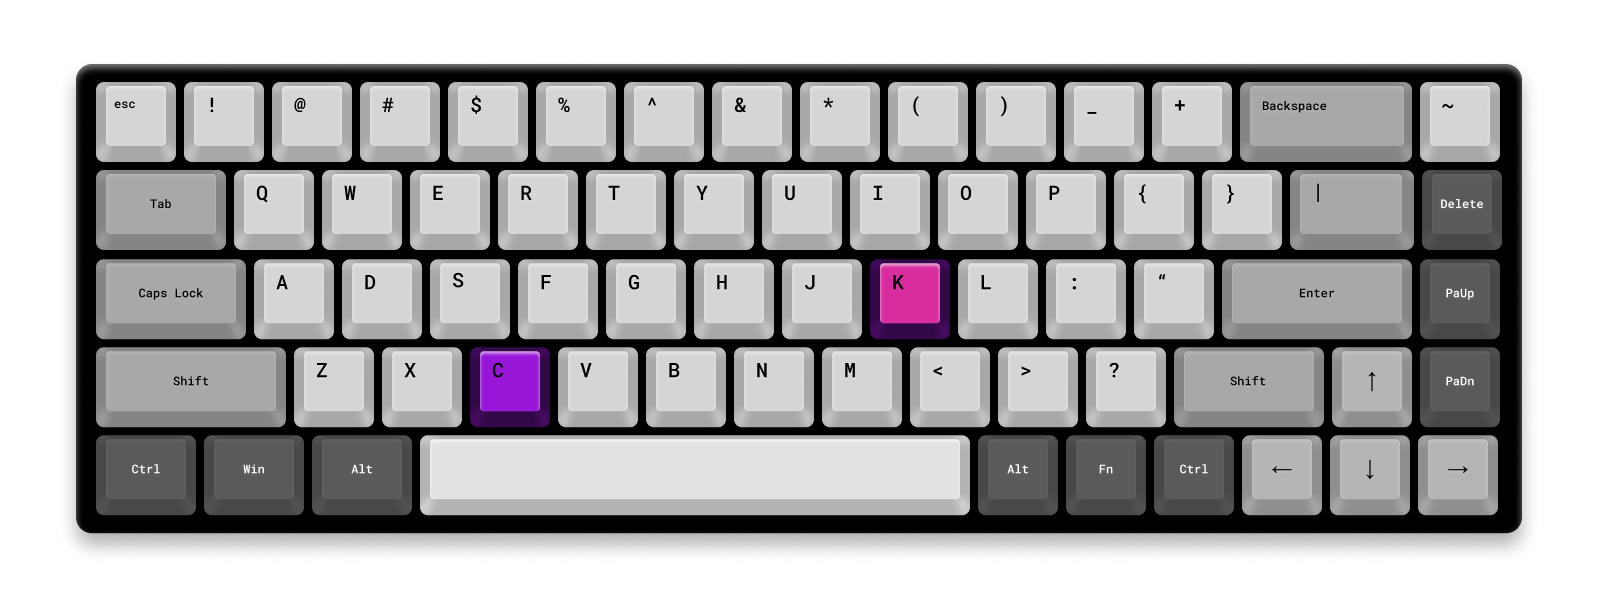 esc ! @ # $ % ^ & * ( ) _ + Backspace ~
Tab Q W E R T Y U I O P { } | Delete
Caps Lock A D S F G H J K L : “ Enter PaUp
Shift Z X C V B N M < > ? Shift ↑ PaDn
Ctrl Win Alt Alt Fn Ctrl ← ↓ →